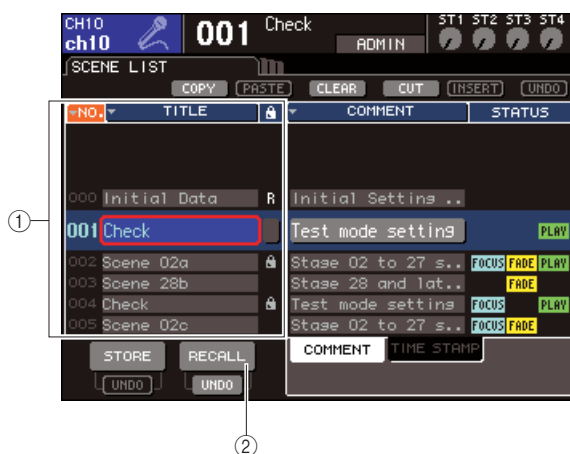 CH10 ch10 001 Check ADMIN ST1 ST2 ST3 ST4
SCENE LIST
COPY PASTE CLEAR CUT INSERT UNDO
NO. TITLE COMMENT STATUS
000 Initial Data R Initial Setting ..
001 Check Test mode setting PLAY
002 Scene 02a Stage 02 to 27 s.. FOCUS FADE PLAY
003 Scene 28b Stage 28 and lat.. FADE
004 Check Test mode setting FOCUS PLAY
005 Scene 02c Stage 02 to 27 s.. FOCUS FADE
STORE RECALL COMMENT TIME STAMP
UNDO UNDO
①
②